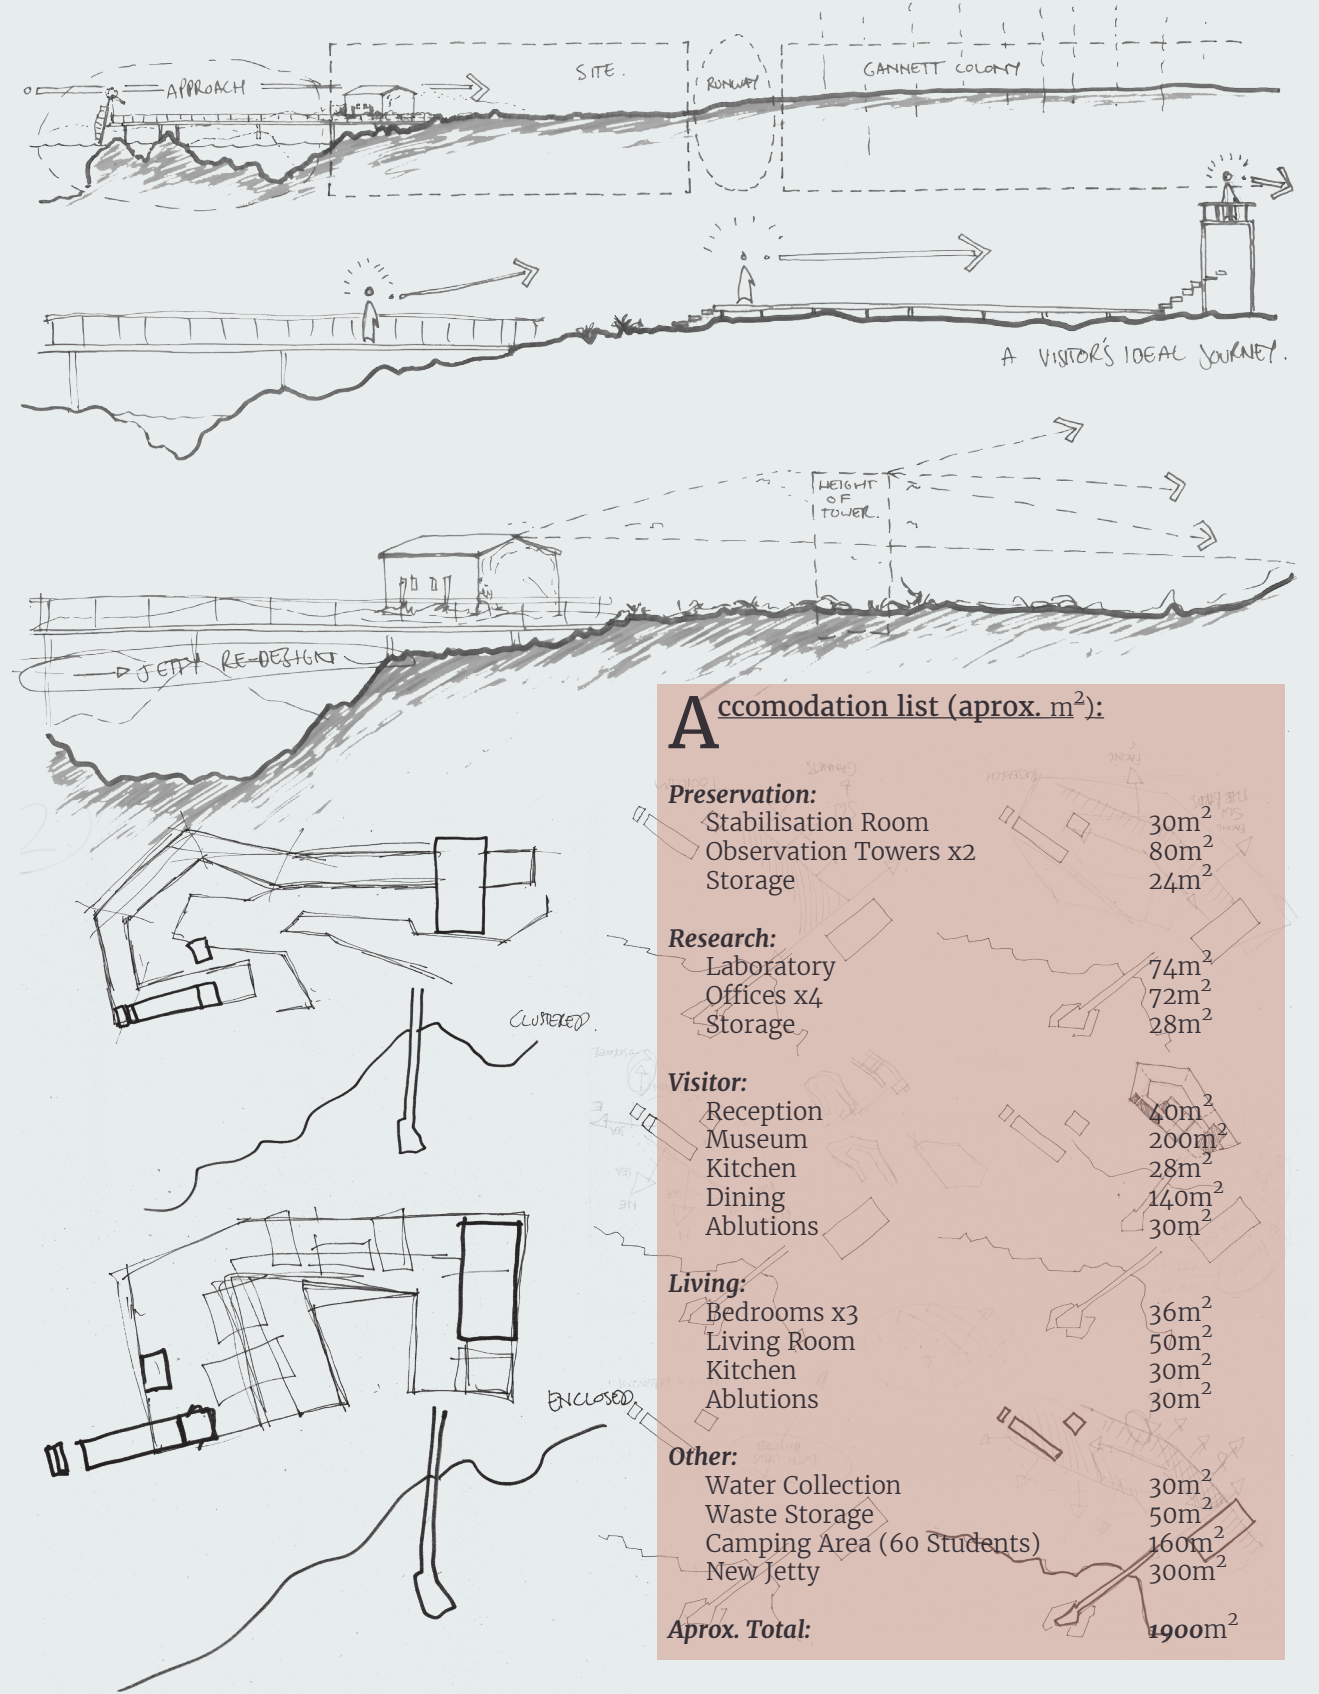 APPROACH
SITE.
RUNWAY
GANNETT COLONY
A VISITOR'S IDEAL JOURNEY.
HEIGHT
OF
TOWER.
JETTY RE-DESIGN
Accomodation list (aprox. m²):
Preservation:
Stabilisation Room 30m²
Observation Towers x2 80m²
Storage 24m²
Research:
Laboratory 74m²
Offices x4 72m²
Storage 28m²
Visitor:
Reception 40m²
Museum 200m²
Kitchen 28m²
Dining 140m²
Ablutions 30m²
Living:
Bedrooms x3 36m²
Living Room 50m²
Kitchen 30m²
Ablutions 30m²
Other:
Water Collection 30m²
Waste Storage 50m²
Camping Area (60 Students) 160m²
New Jetty 300m²
Aprox. Total: 1900m²
CLUSTERED.
ENCLOSED.